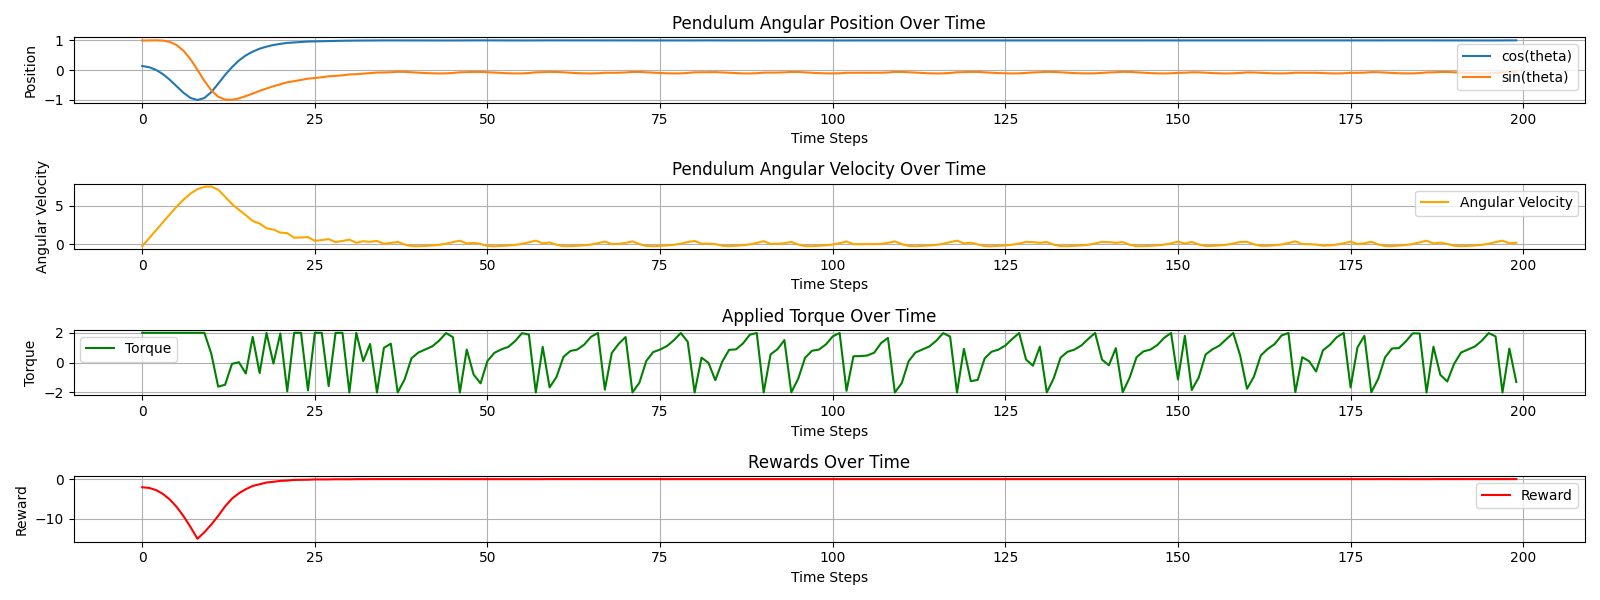 Pendulum Angular Position Over Time
Position
1
0
−1
cos(theta)
sin(theta)
0 25 50 75 100 125 150 175 200
Time Steps
Pendulum Angular Velocity Over Time
Angular Velocity
5
0
Angular Velocity
0 25 50 75 100 125 150 175 200
Time Steps
Applied Torque Over Time
Torque
2
0
−2
Torque
0 25 50 75 100 125 150 175 200
Time Steps
Rewards Over Time
Reward
0
−10
Reward
0 25 50 75 100 125 150 175 200
Time Steps